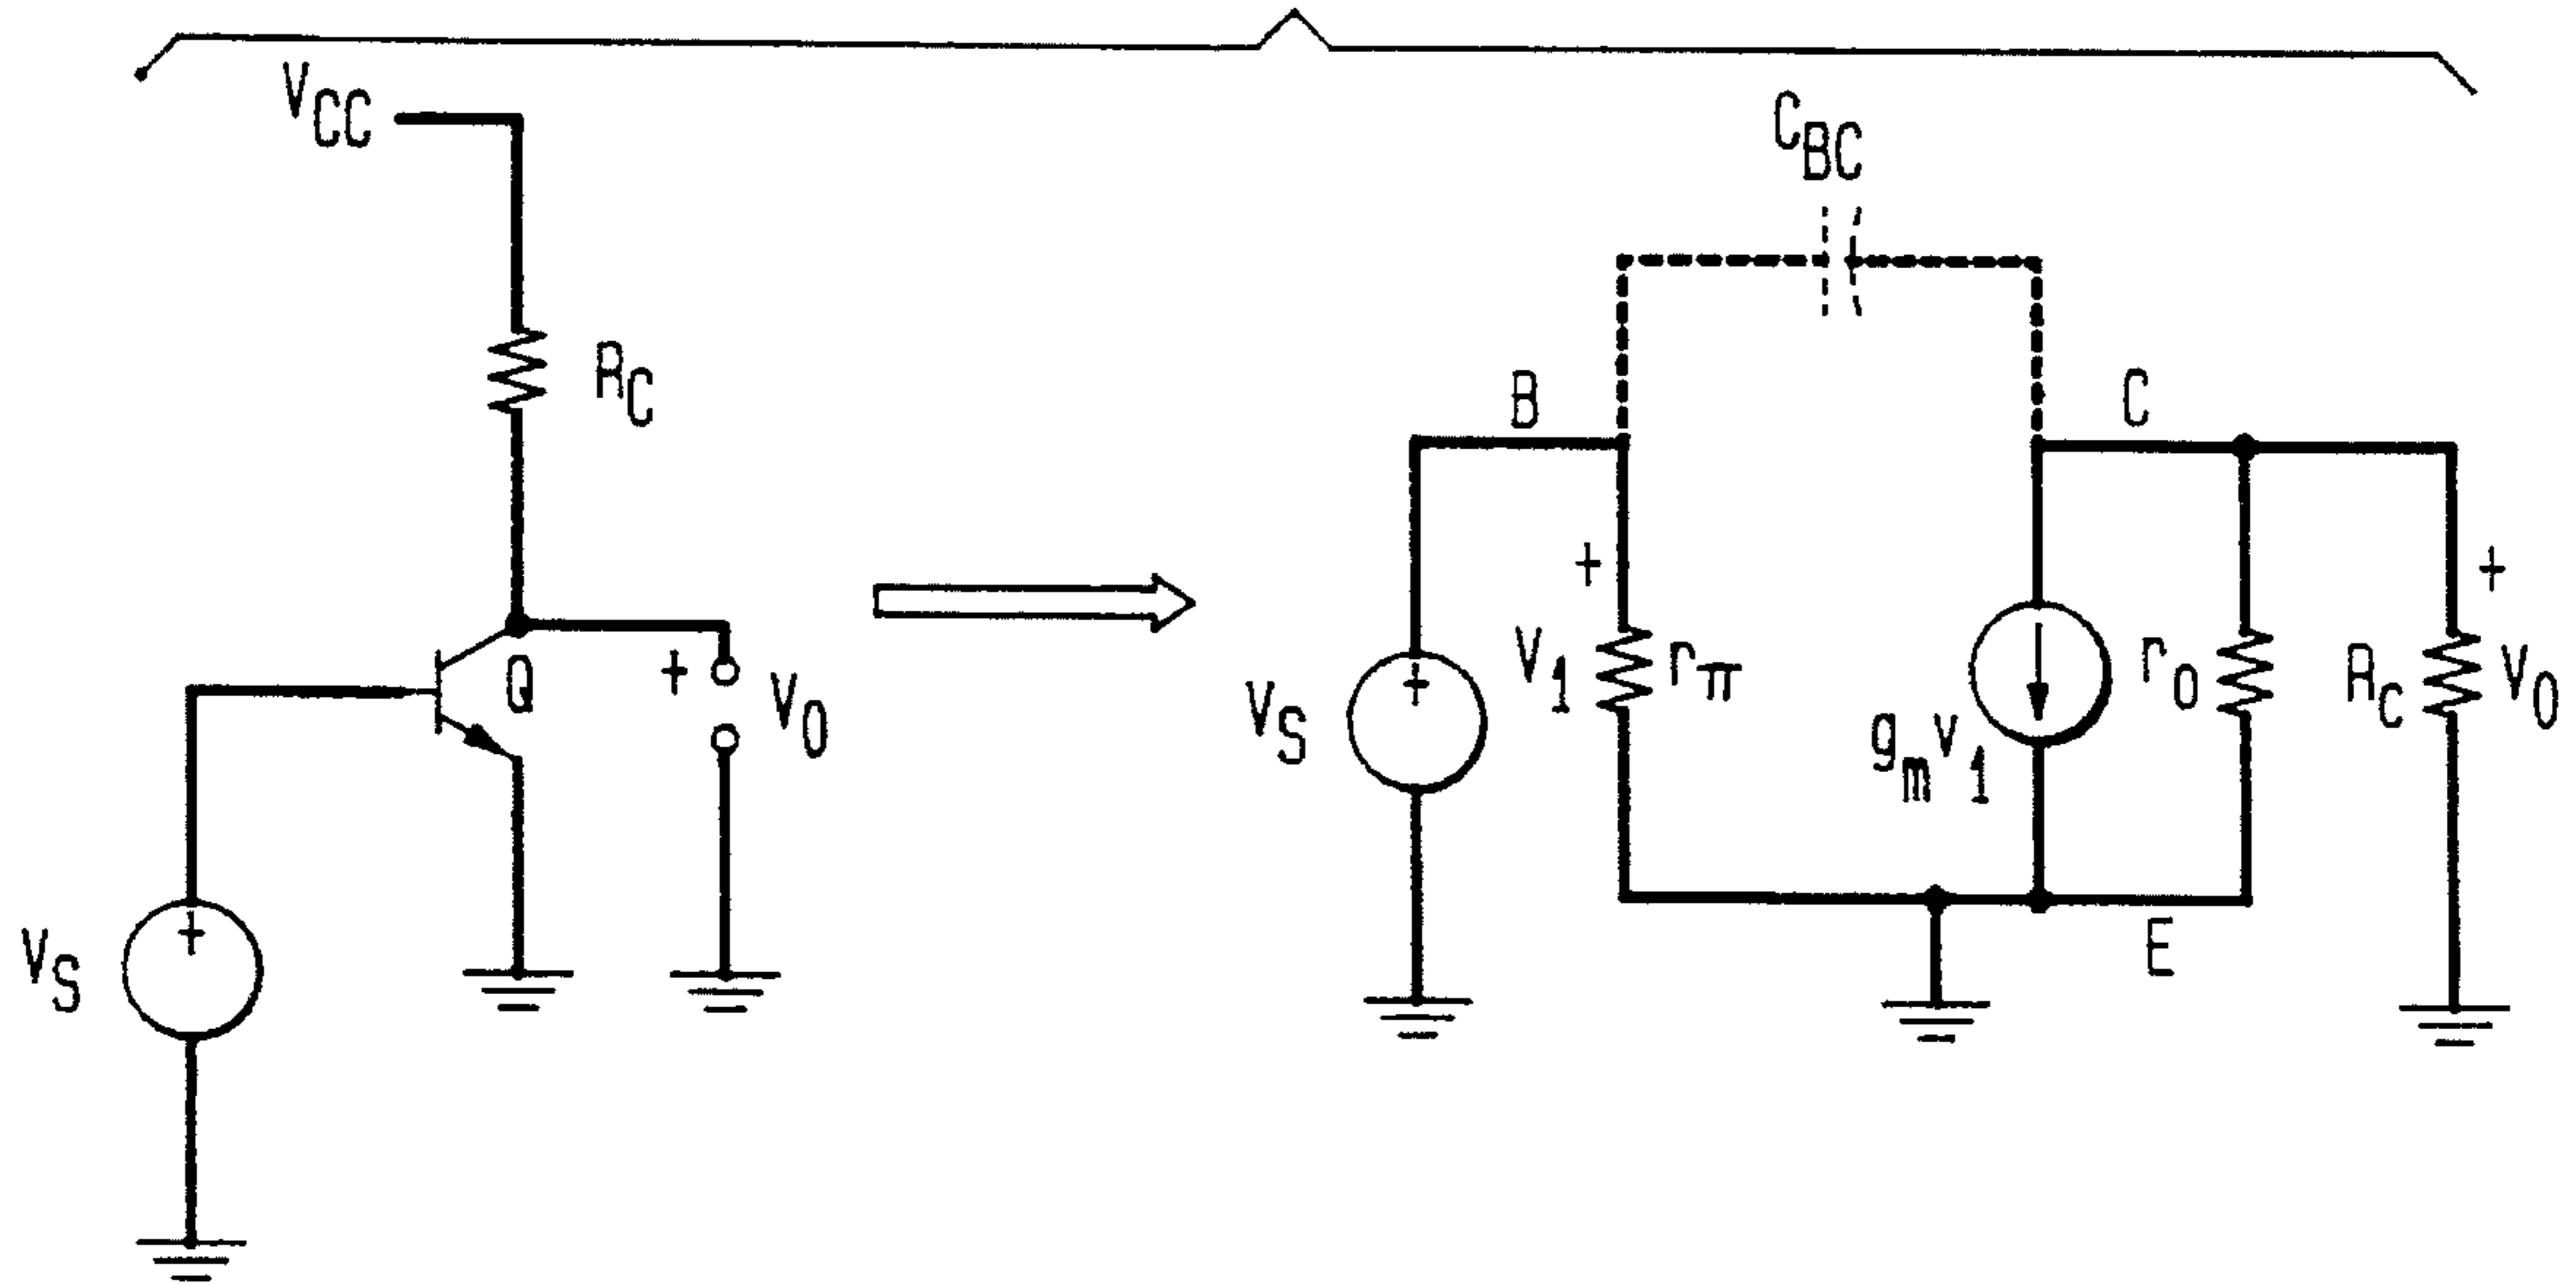 VCC
RC
Q
+
VO
+
VS
CBC
B
C
+
V1
rπ
+
VS
gmv1
rO
RC
+
VO
E